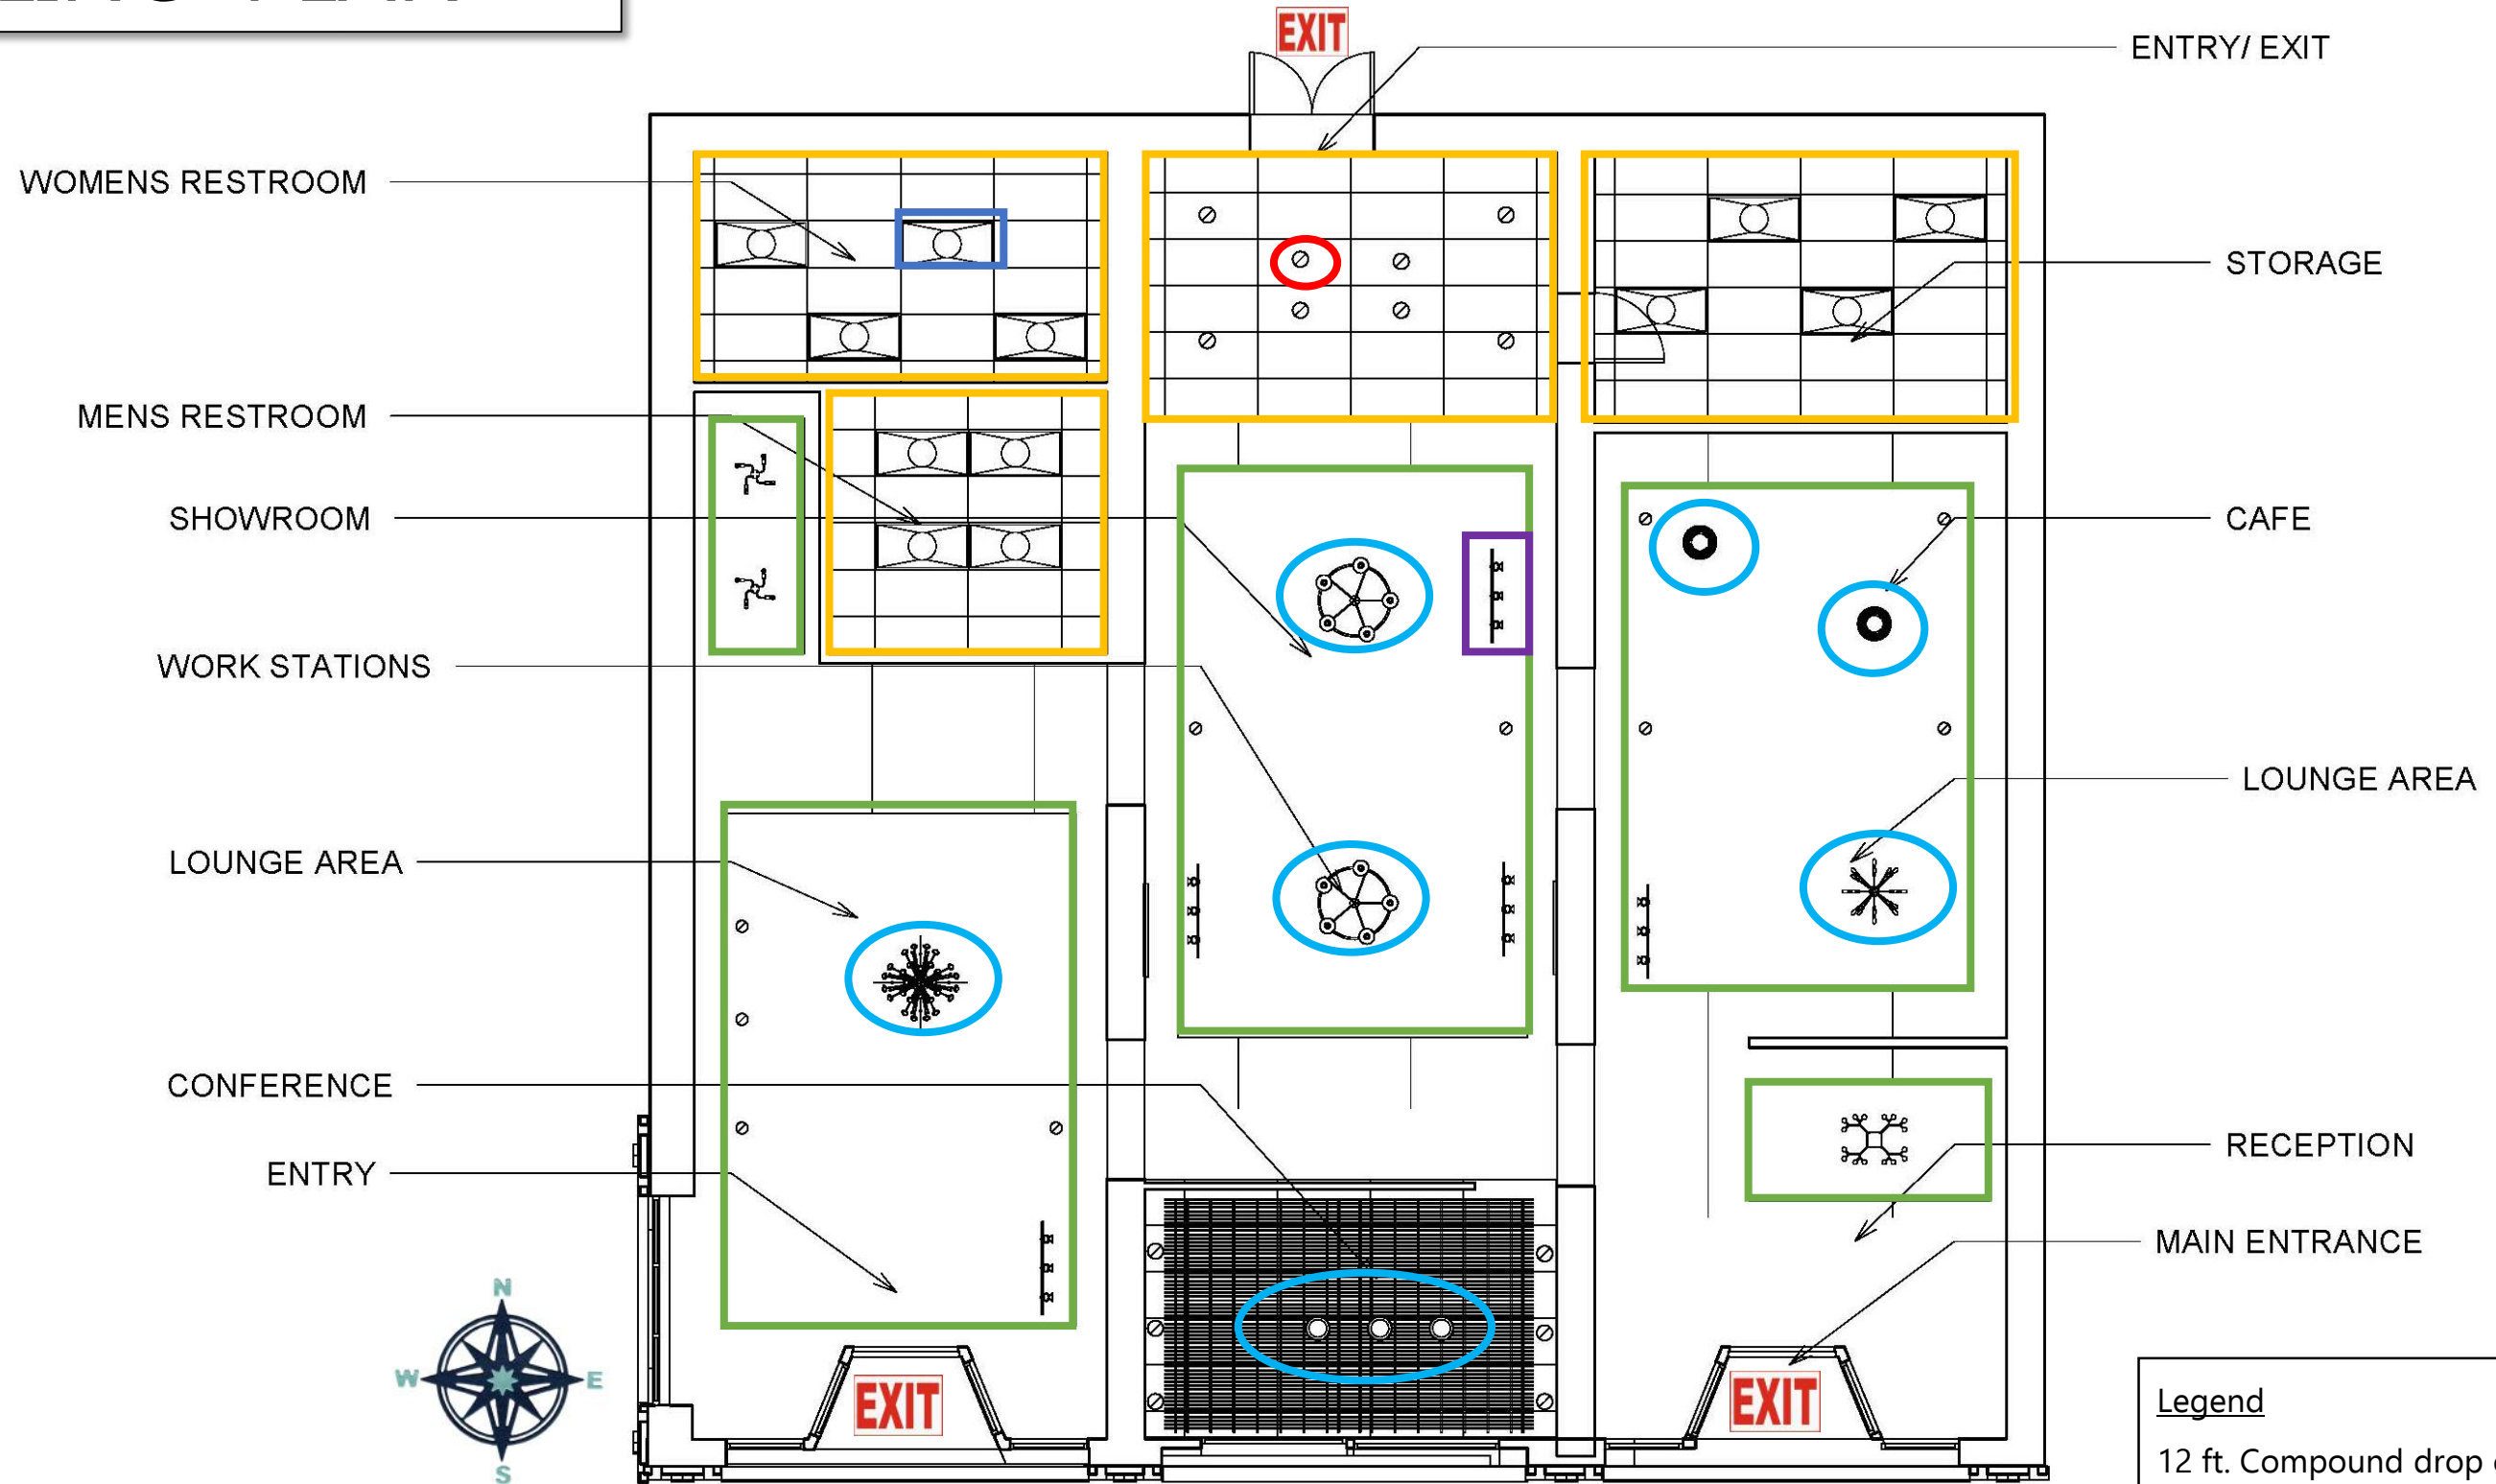 EXIT
ENTRY/ EXIT
WOMENS RESTROOM
STORAGE
MENS RESTROOM
SHOWROOM
CAFE
WORK STATIONS
LOUNGE AREA
LOUNGE AREA
CONFERENCE
RECEPTION
ENTRY
MAIN ENTRANCE
N
W
E
S
EXIT
EXIT
Legend
12 ft. Compound drop